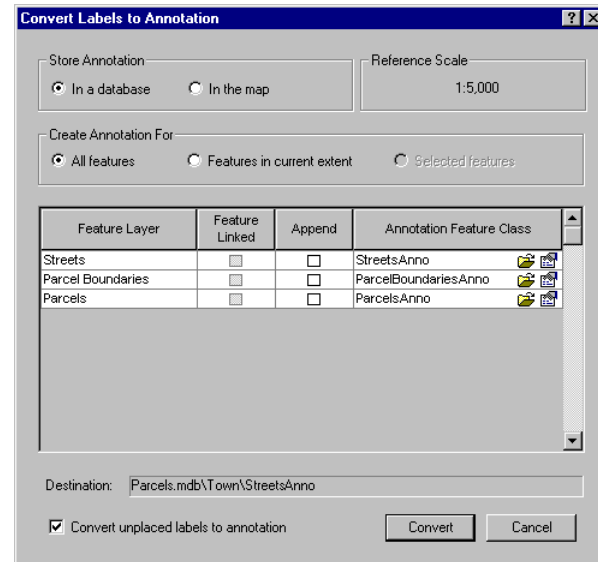 Convert Labels to Annotation
Store Annotation
In a database
In the map
Reference Scale
1:5,000
Create Annotation For
All features
Features in current extent
Selected features
Feature Layer
Feature Linked
Append
Annotation Feature Class
Streets
StreetsAnno
Parcel Boundaries
ParcelBoundariesAnno
Parcels
ParcelsAnno
Destination:
Parcels.mdb\Town\StreetsAnno
Convert unplaced labels to annotation
Convert
Cancel